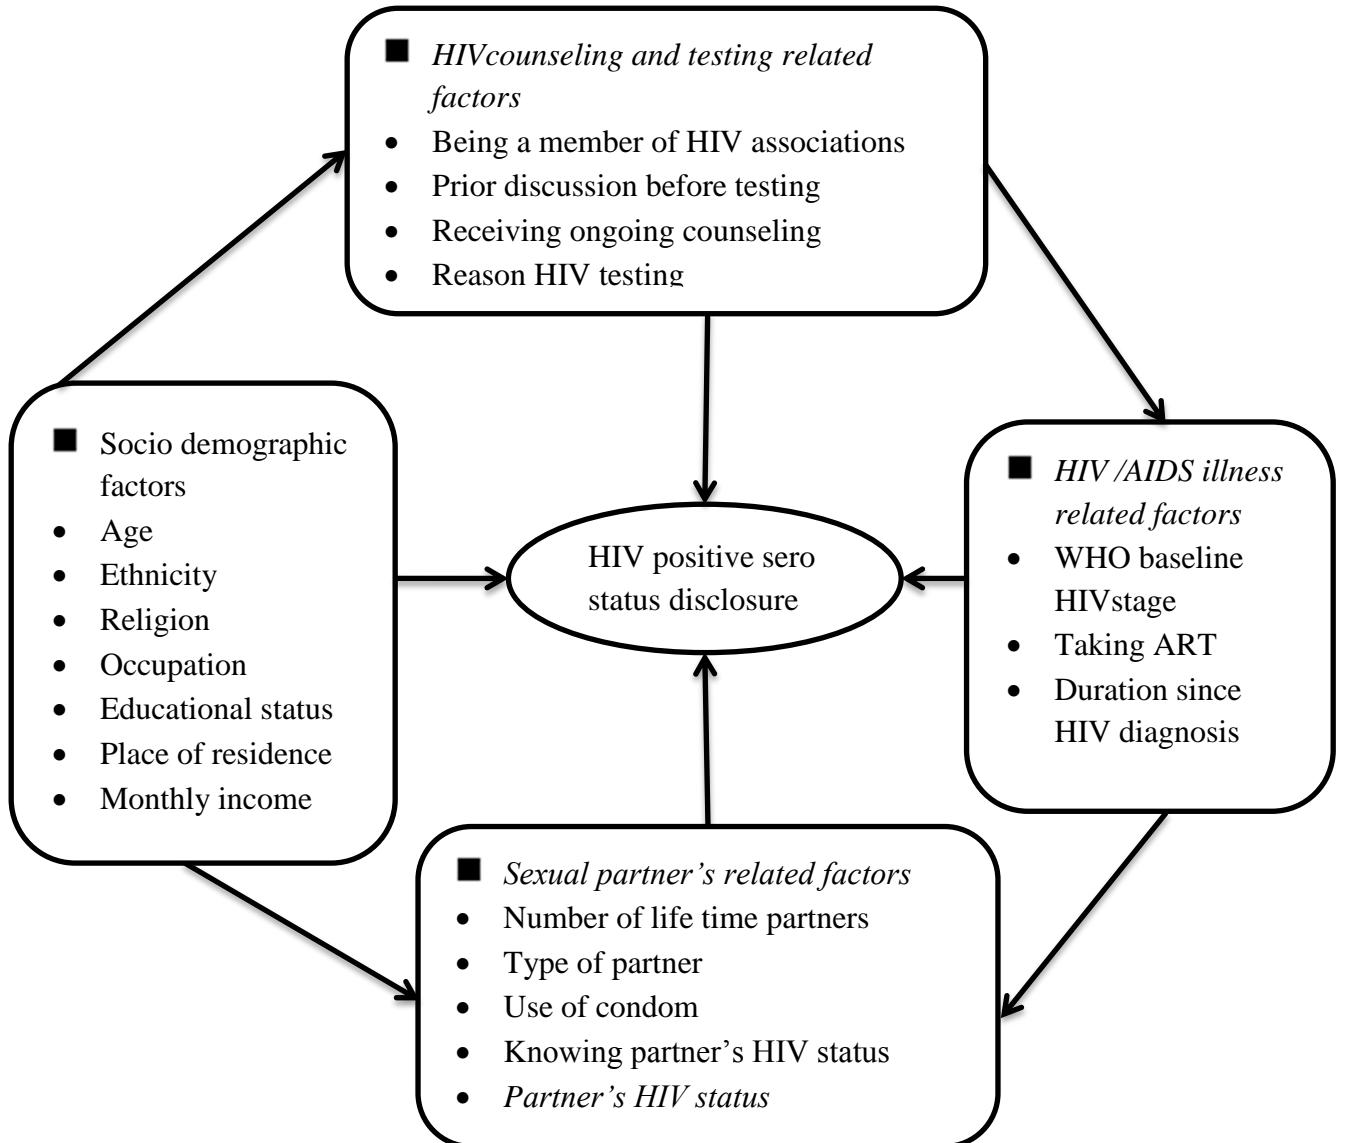 HIVcounseling and testing related
factors
Being a member of HIV associations
Prior discussion before testing
Receiving ongoing counseling
Reason HIV testing
Socio demographic
factors
Age
Ethnicity
Religion
Occupation
Educational status
Place of residence
Monthly income
HIV positive sero
status disclosure
HIV /AIDS illness
related factors
WHO baseline
HIVstage
Taking ART
Duration since
HIV diagnosis
Sexual partner’s related factors
Number of life time partners
Type of partner
Use of condom
Knowing partner’s HIV status
Partner’s HIV status